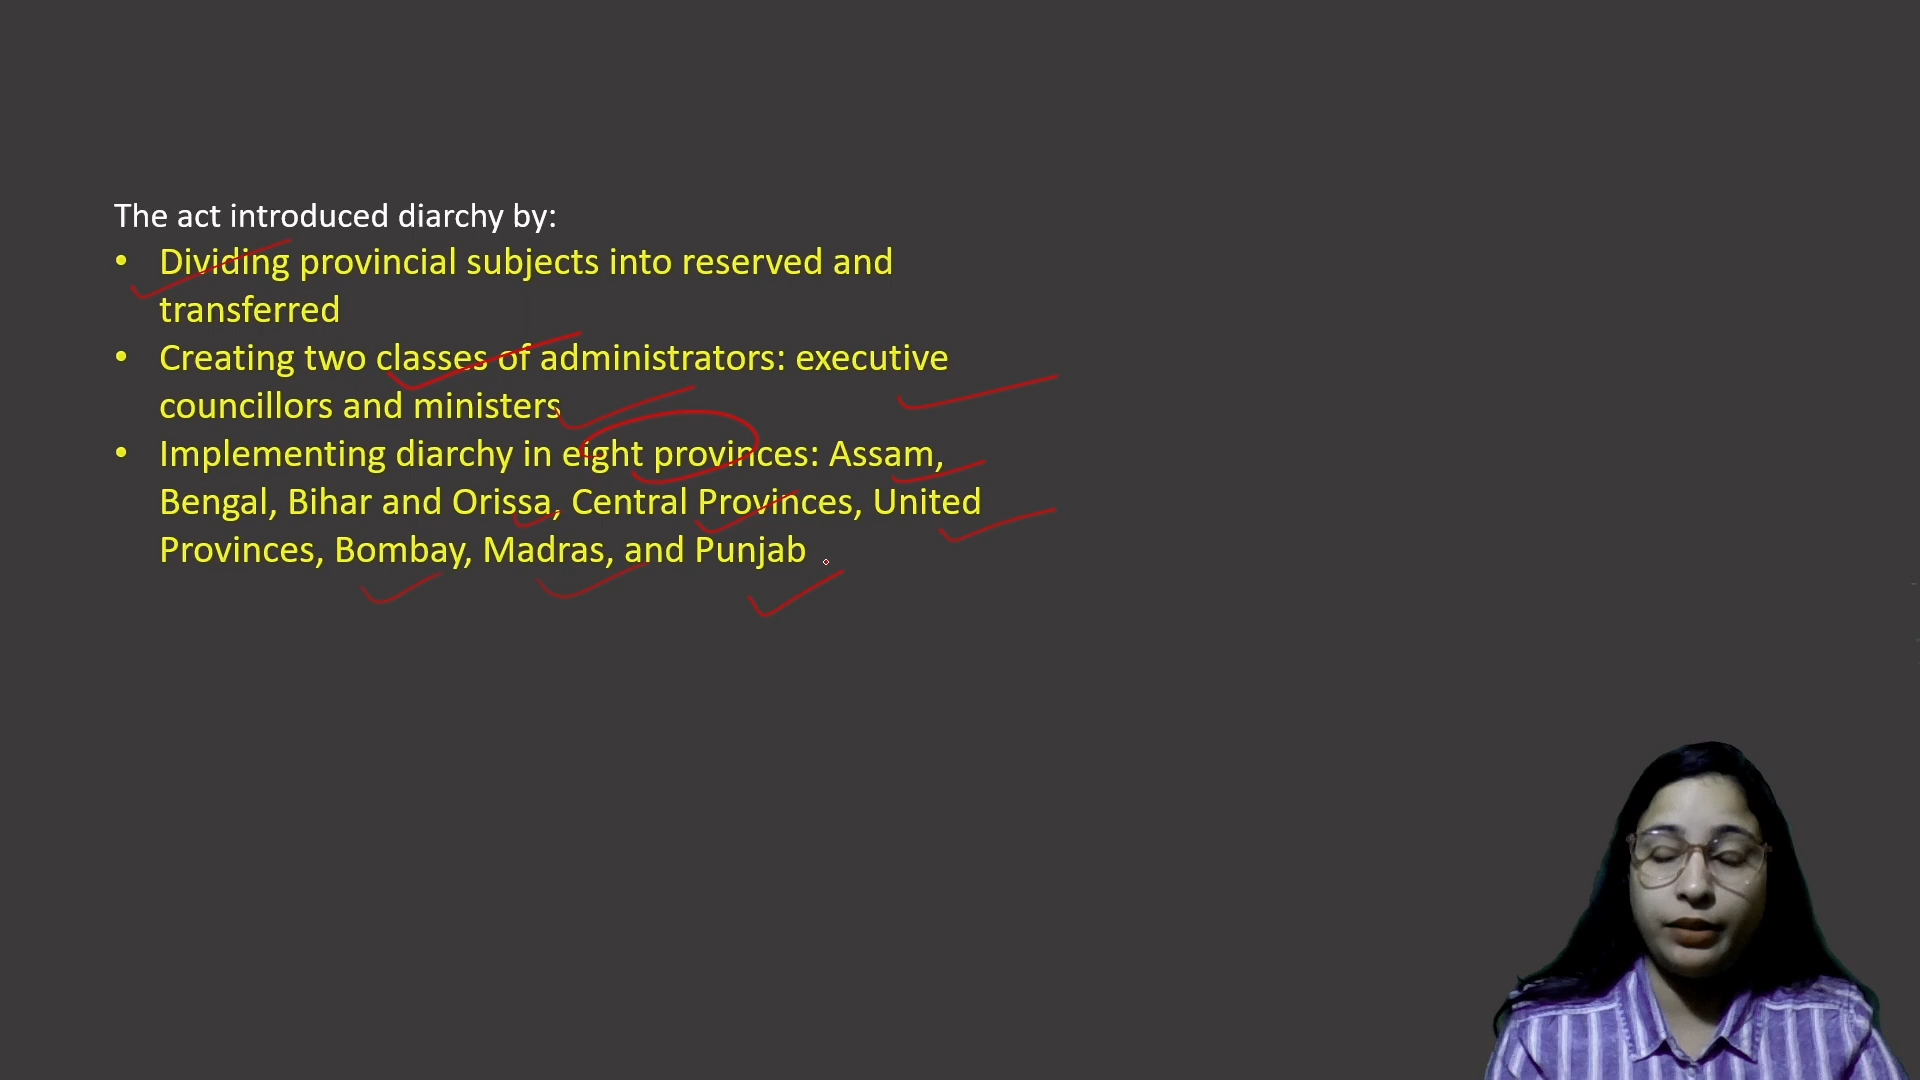 The act introduced diarchy by:
• Dividing provincial subjects into reserved and
transferred
• Creating two classes of administrators: executive
councillors and ministers
• Implementing diarchy in eight provinces: Assam,
Bengal, Bihar and Orissa, Central Provinces, United
Provinces, Bombay, Madras, and Punjab